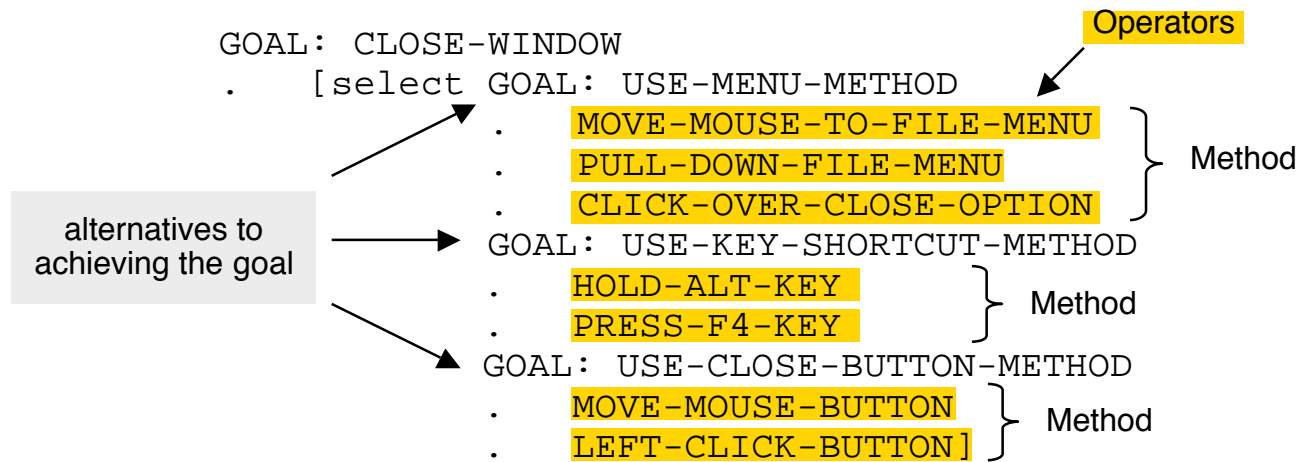 Operators
GOAL: CLOSE-WINDOW
. [select GOAL: USE-MENU-METHOD
. MOVE-MOUSE-TO-FILE-MENU
. PULL-DOWN-FILE-MENU
Method
. CLICK-OVER-CLOSE-OPTION
alternatives to
achieving the goal
GOAL: USE-KEY-SHORTCUT-METHOD
. HOLD-ALT-KEY
Method
. PRESS-F4-KEY
GOAL: USE-CLOSE-BUTTON-METHOD
. MOVE-MOUSE-BUTTON
Method
. LEFT-CLICK-BUTTON]